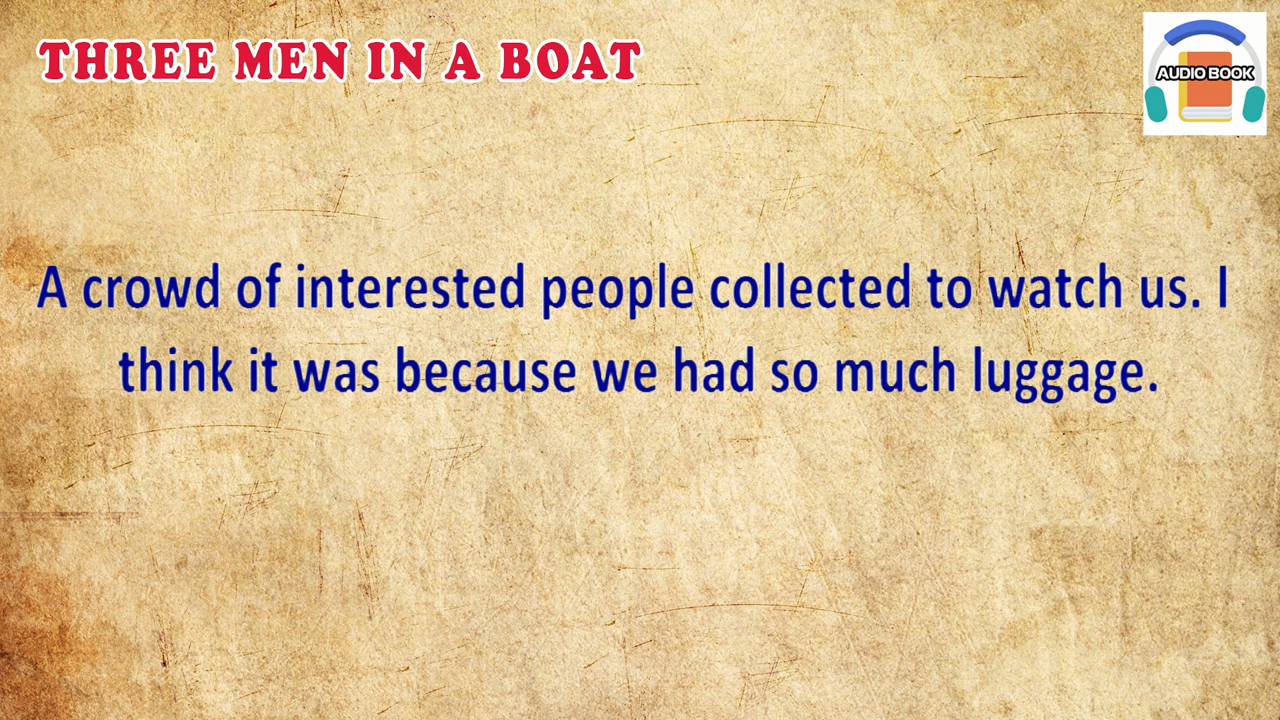 THREE MEN IN A BOAT
AUDIO BOOK
A crowd of interested people collected to watch us. I
think it was because we had so much luggage.